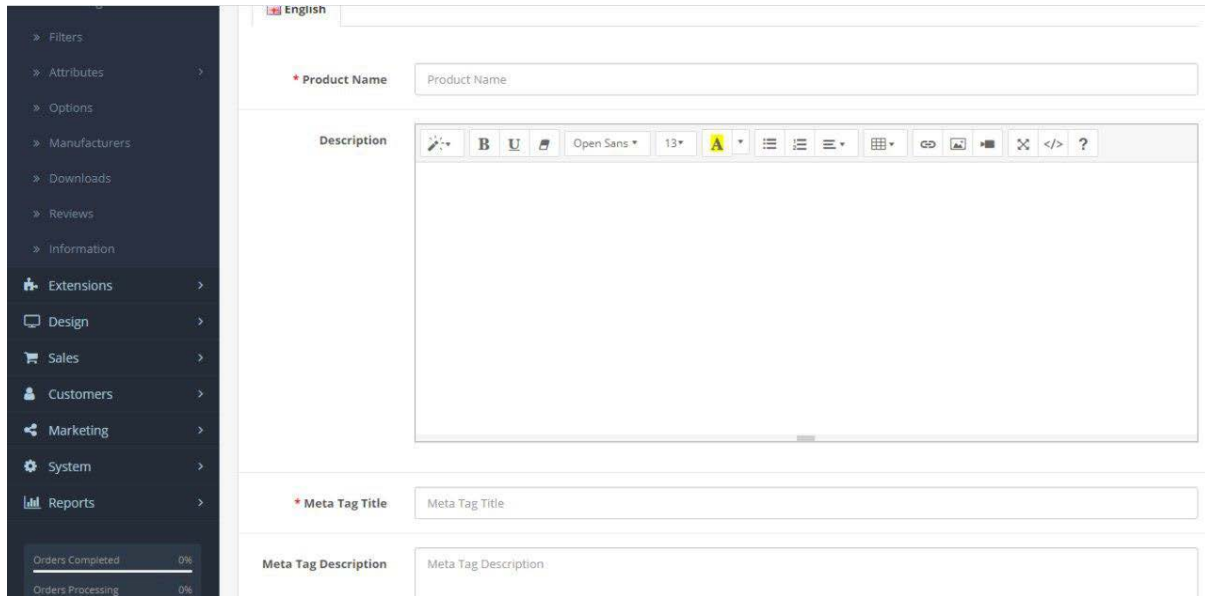 English
» Filters
» Attributes
» Options
» Manufacturers
» Downloads
» Reviews
» Information
Extensions
Design
Sales
Customers
Marketing
System
Reports
Orders Completed 0%
Orders Processing 0%
* Product Name
Product Name
Description
B U Open Sans 13 A </> ?
* Meta Tag Title
Meta Tag Title
Meta Tag Description
Meta Tag Description